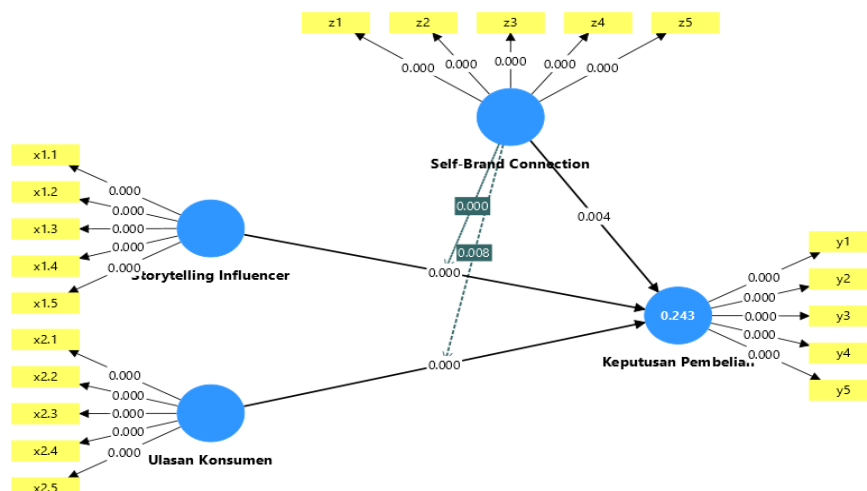 z1
z2
z3
z4
z5
0.000
0.000
0.000
0.000
0.000
Self-Brand Connection
x1.1
x1.2
x1.3
x1.4
x1.5
0.000
0.000
0.000
0.000
0.000
Storytelling Influencer
0.000
0.008
0.004
0.000
0.000
y1
y2
y3
y4
y5
0.000
0.000
0.000
0.000
0.000
0.243
Keputusan Pembelian
x2.1
x2.2
x2.3
x2.4
x2.5
0.000
0.000
0.000
0.000
0.000
Ulasan Konsumen